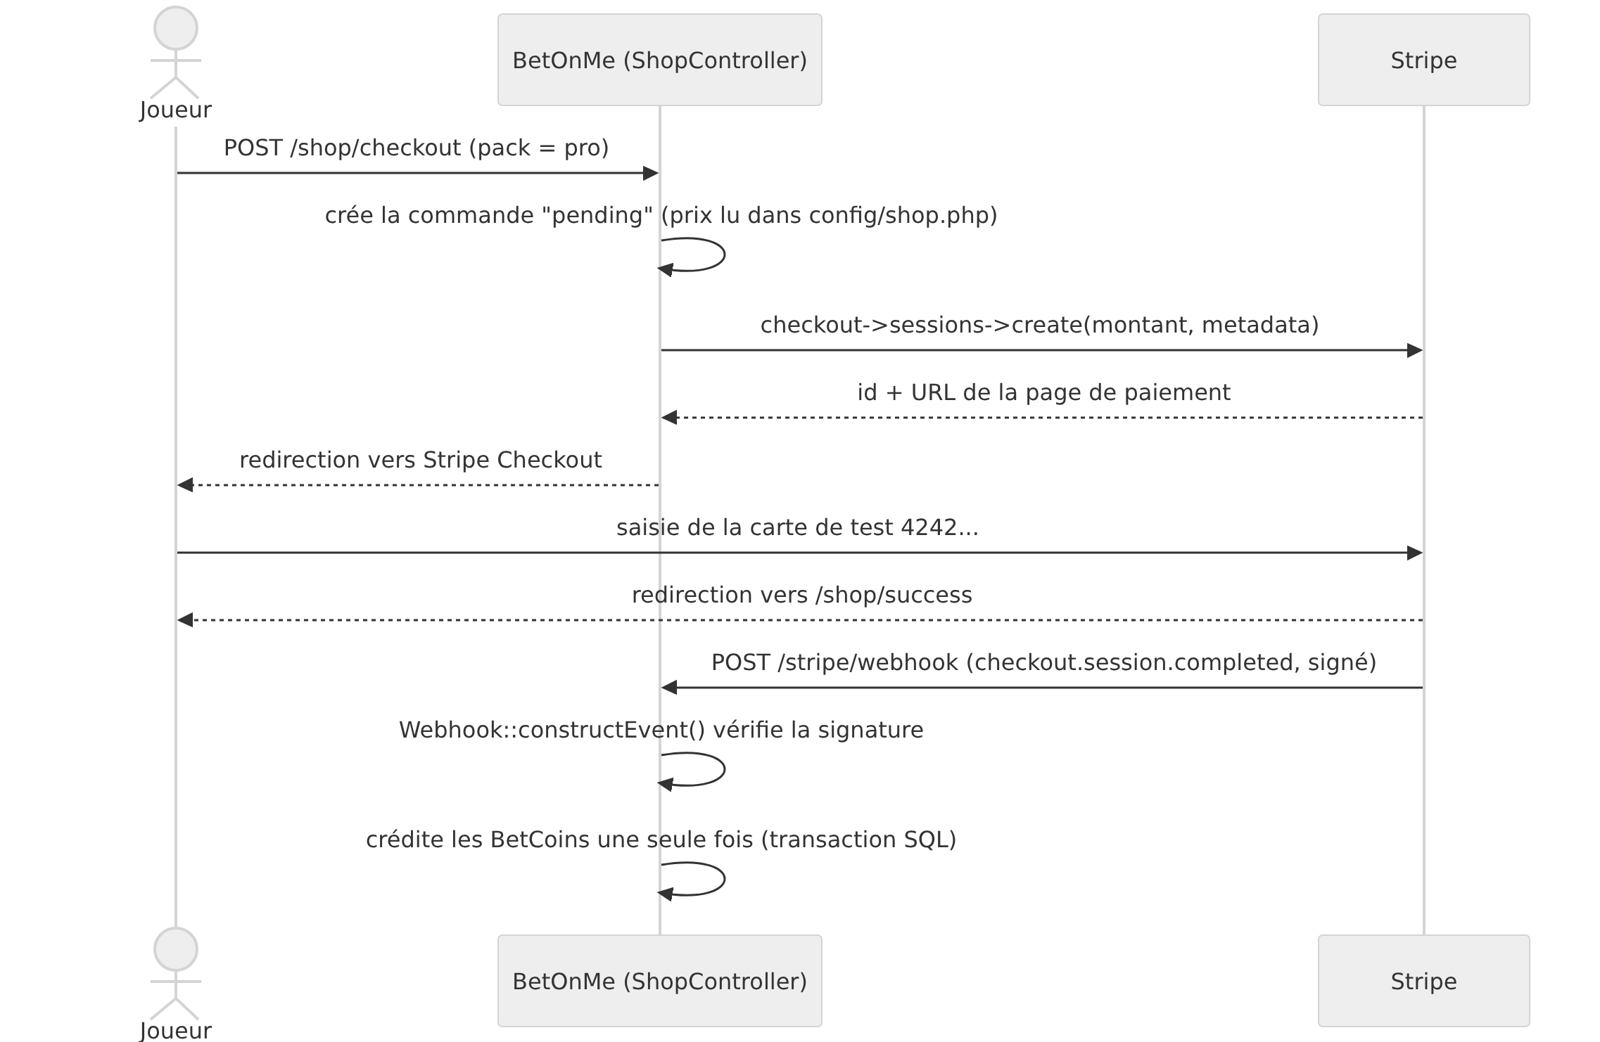 BetOnMe (ShopController)
Stripe
Joueur
POST /shop/checkout (pack = pro)
crée la commande "pending" (prix lu dans config/shop.php)
checkout->sessions->create(montant, metadata)
id + URL de la page de paiement
redirection vers Stripe Checkout
saisie de la carte de test 4242...
redirection vers /shop/success
POST /stripe/webhook (checkout.session.completed, signé)
Webhook::constructEvent() vérifie la signature
crédite les BetCoins une seule fois (transaction SQL)
BetOnMe (ShopController)
Stripe
Joueur